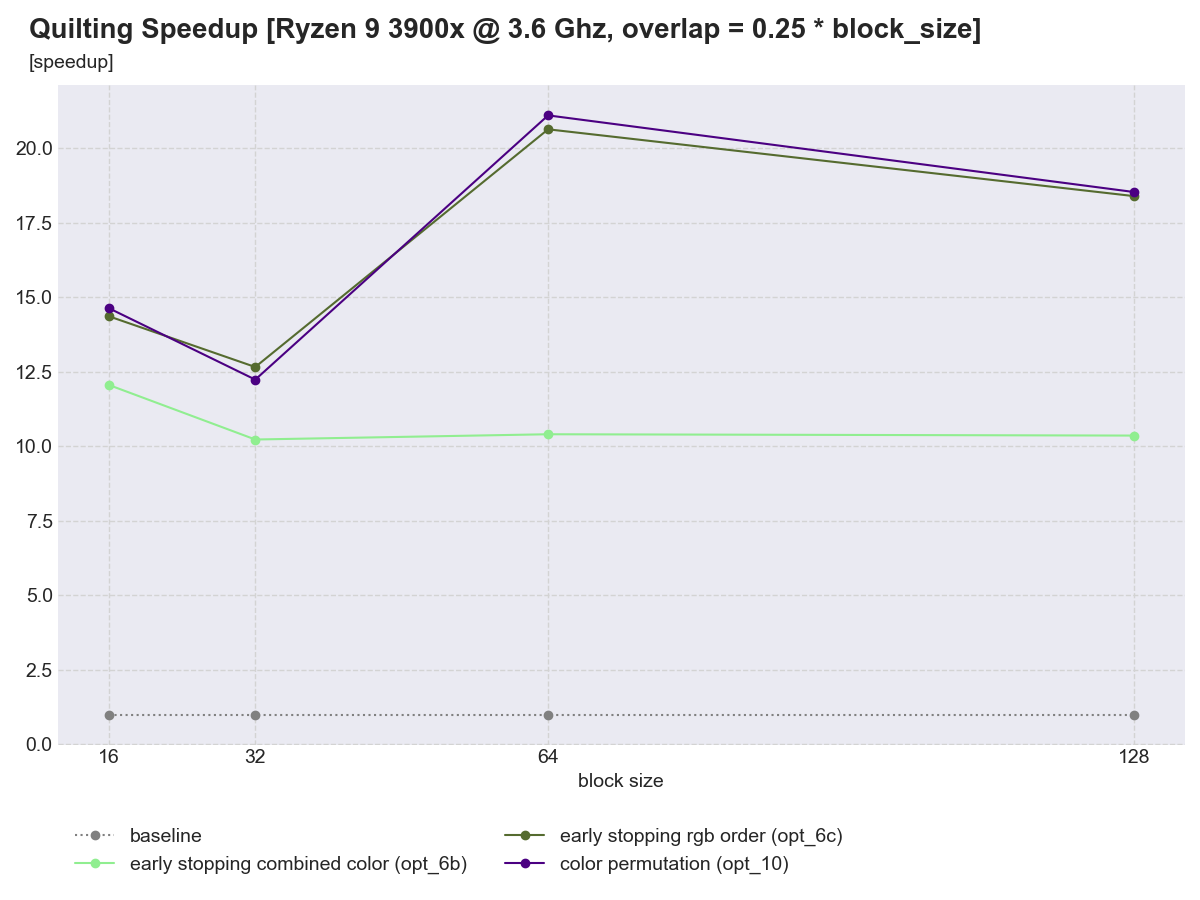 Quilting Speedup [Ryzen 9 3900x @ 3.6 Ghz, overlap = 0.25 * block_size]
[speedup]
20.0
17.5
15.0
12.5
10.0
7.5
5.0
2.5
0.0
16 32 64 128
block size
baseline
early stopping combined color (opt_6b)
early stopping rgb order (opt_6c)
color permutation (opt_10)